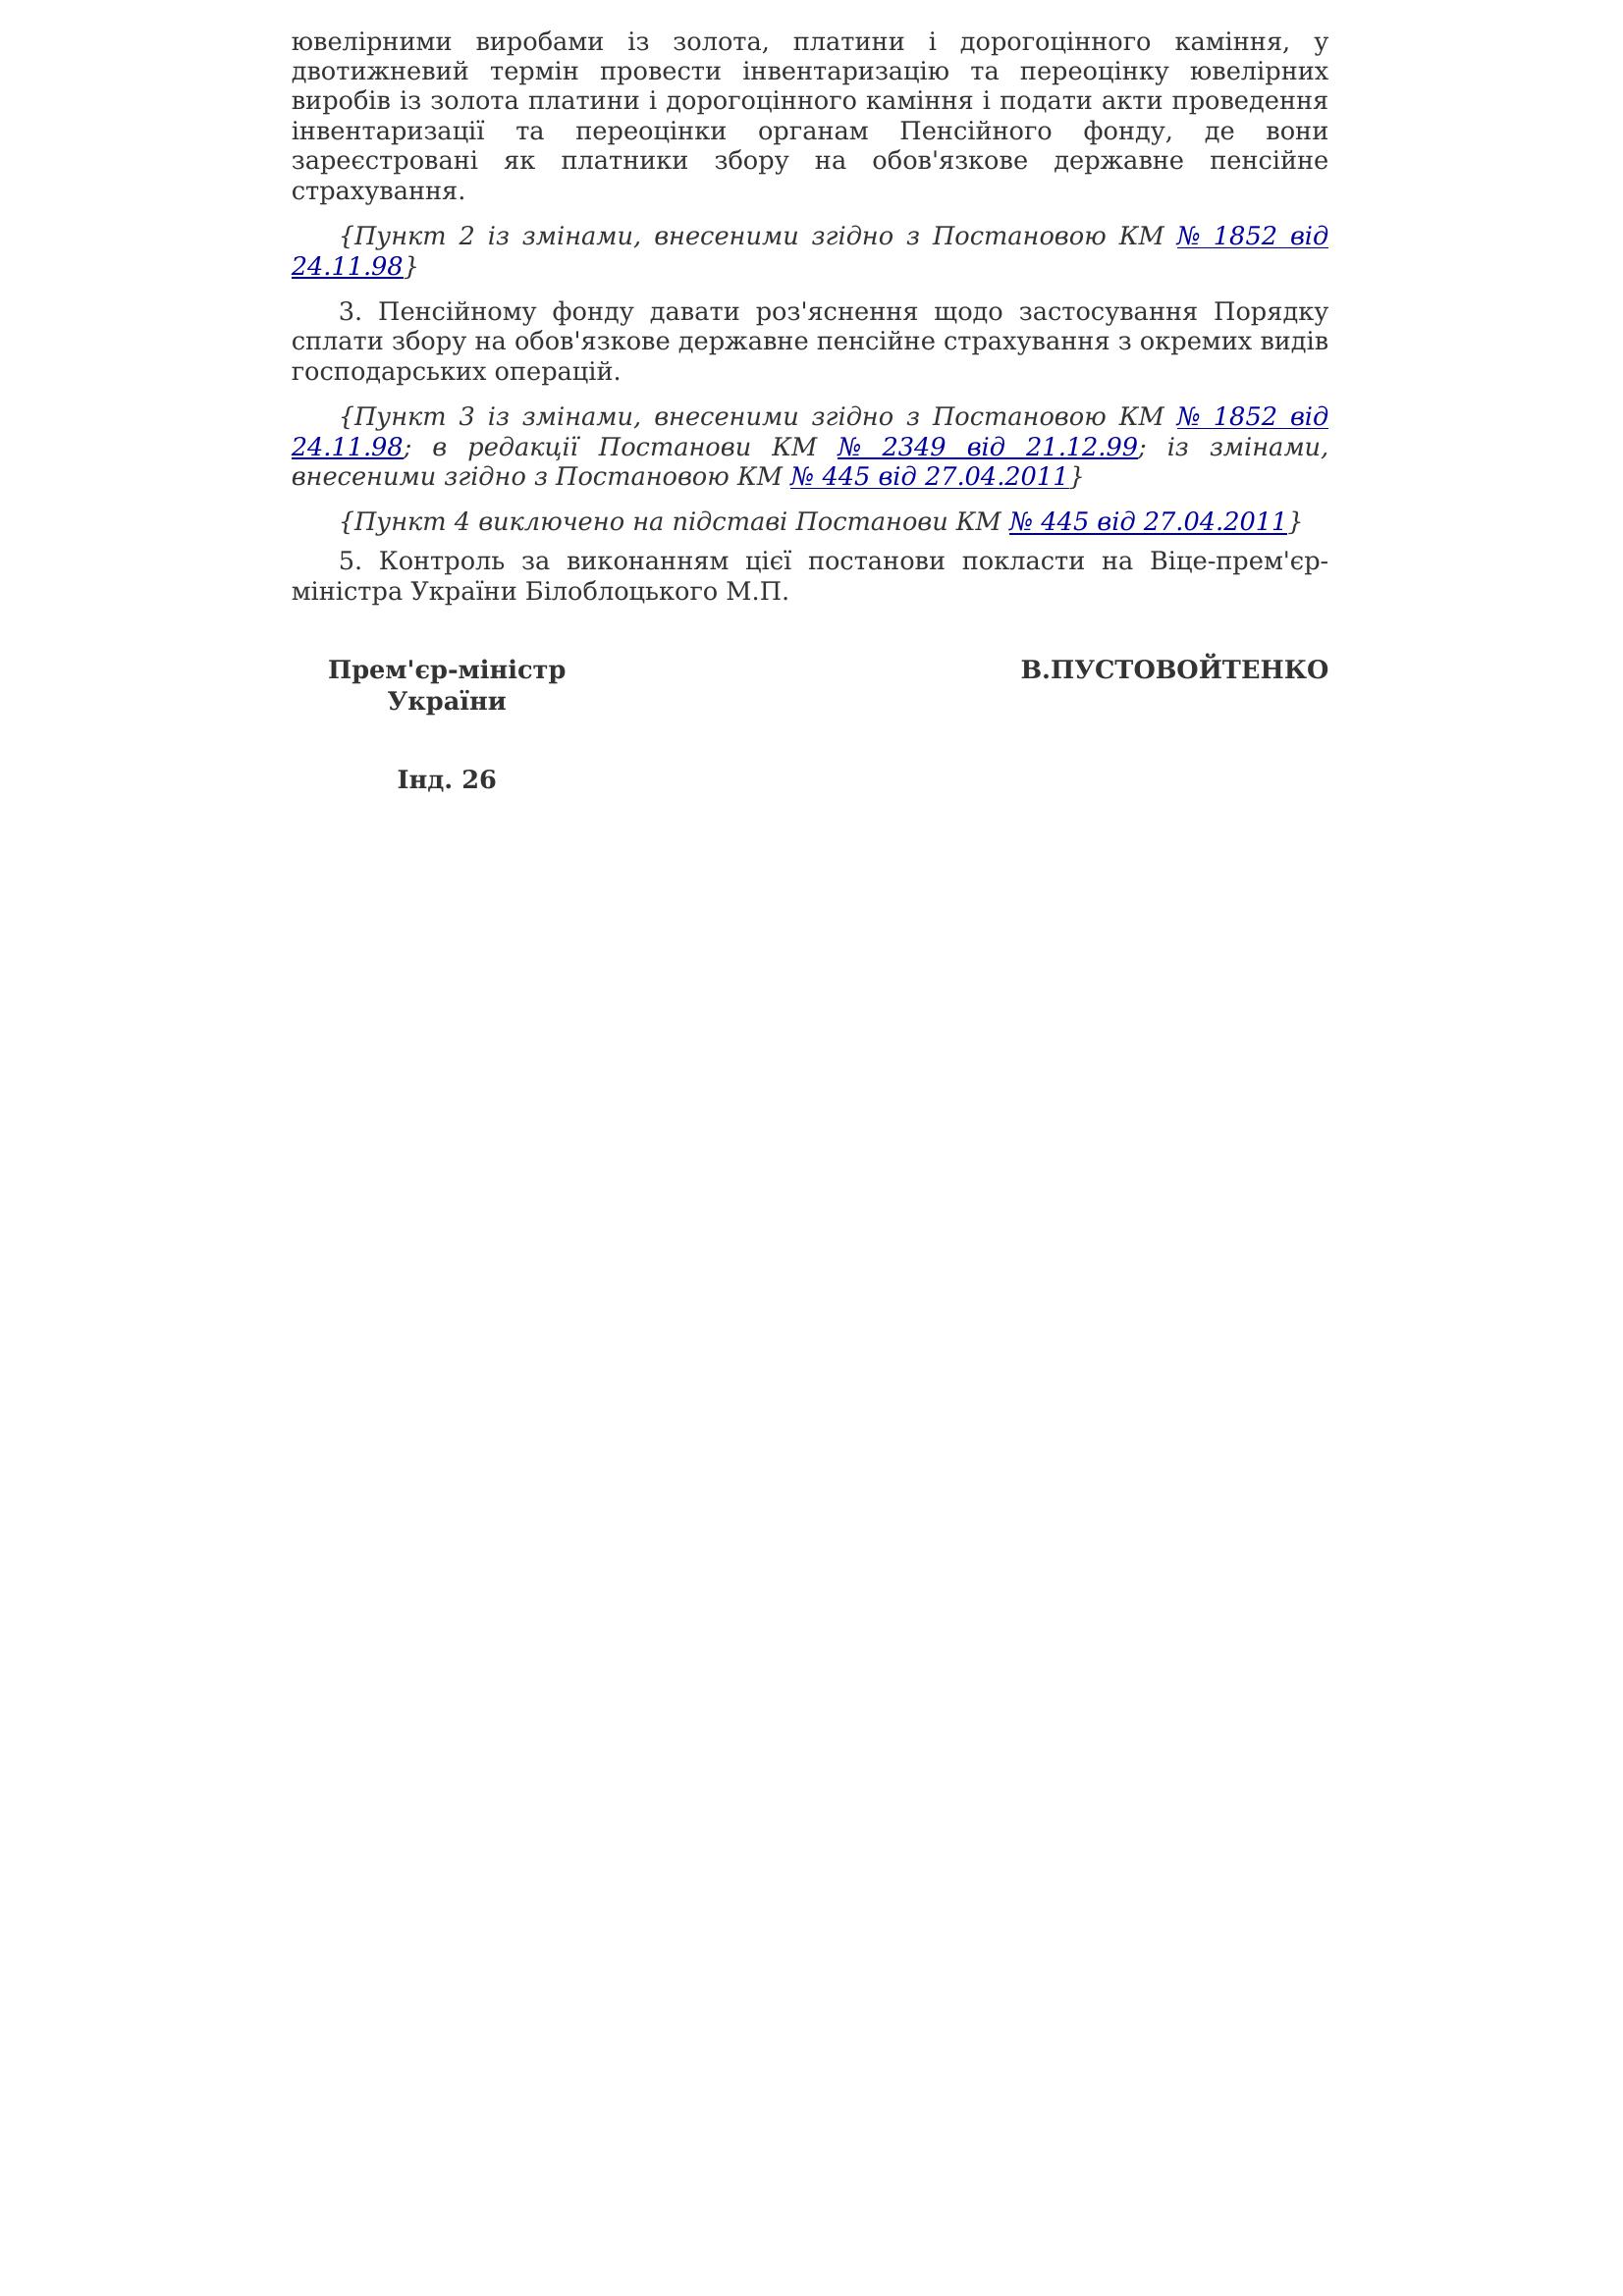 ювелірними виробами із золота, платини і дорогоцінного каміння, у
двотижневий термін провести інвентаризацію та переоцінку ювелірних
виробів із золота платини і дорогоцінного каміння і подати акти проведення
інвентаризації та переоцінки органам Пенсійного фонду, де вони
зареєстровані як платники збору на обов'язкове державне пенсійне
страхування.
{Пункт 2 із змінами, внесеними згідно з Постановою КМ № 1852 від
24.11.98}
3. Пенсійному фонду давати роз'яснення щодо застосування Порядку
сплати збору на обов'язкове державне пенсійне страхування з окремих видів
господарських операцій.
{Пункт 3 із змінами, внесеними згідно з Постановою КМ № 1852 від
24.11.98; в редакції Постанови КМ № 2349 від 21.12.99; із змінами,
внесеними згідно з Постановою КМ № 445 від 27.04.2011}
{Пункт 4 виключено на підставі Постанови КМ № 445 від 27.04.2011}
5. Контроль за виконанням цієї постанови покласти на Віце-прем'єр-
міністра України Білоблоцького М.П.
Прем'єр-міністр В.ПУСТОВОЙТЕНКО
України
Інд. 26